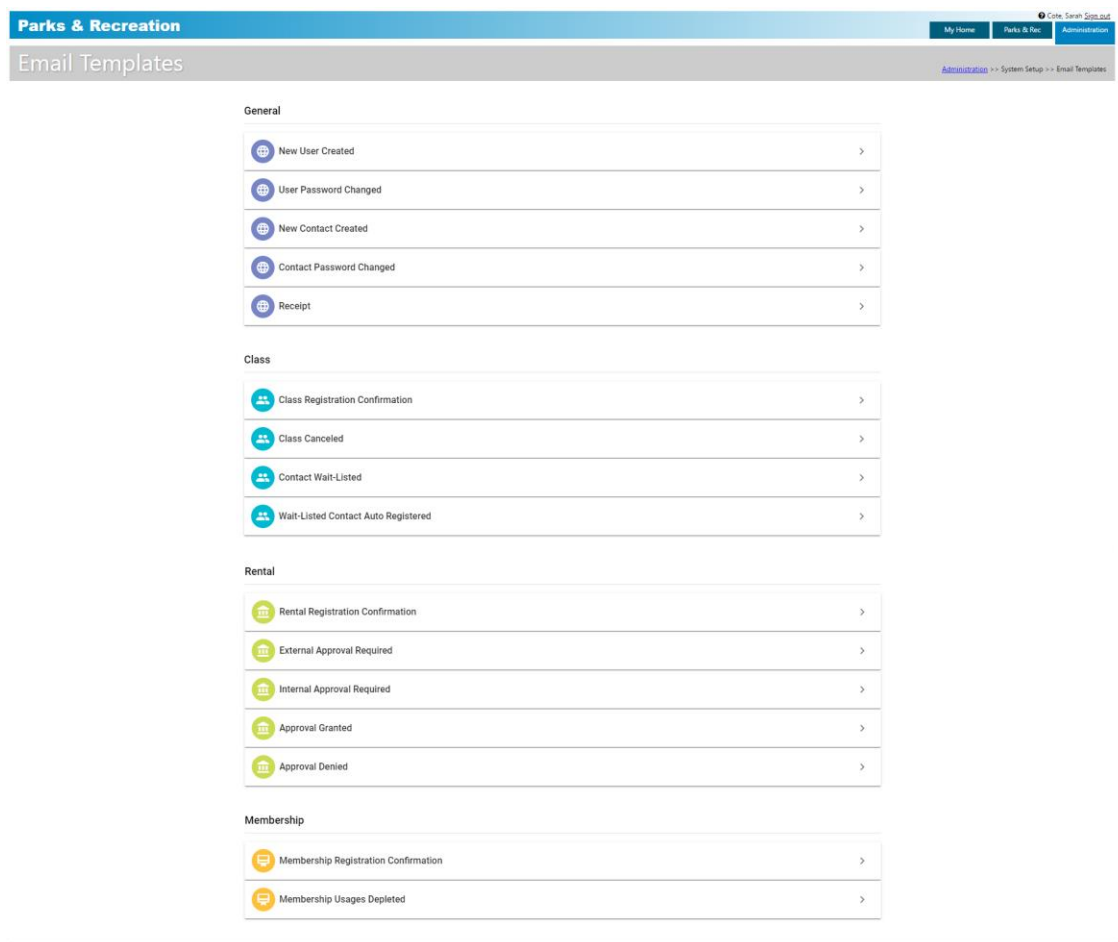 Cote, Sarah Sign out
Parks & Recreation
My Home Parks & Rec Administration
Email Templates
Administration >> System Setup >> Email Templates
General
New User Created
User Password Changed
New Contact Created
Contact Password Changed
Receipt
Class
Class Registration Confirmation
Class Canceled
Contact Wait-Listed
Wait-Listed Contact Auto Registered
Rental
Rental Registration Confirmation
External Approval Required
Internal Approval Required
Approval Granted
Approval Denied
Membership
Membership Registration Confirmation
Membership Usages Depleted